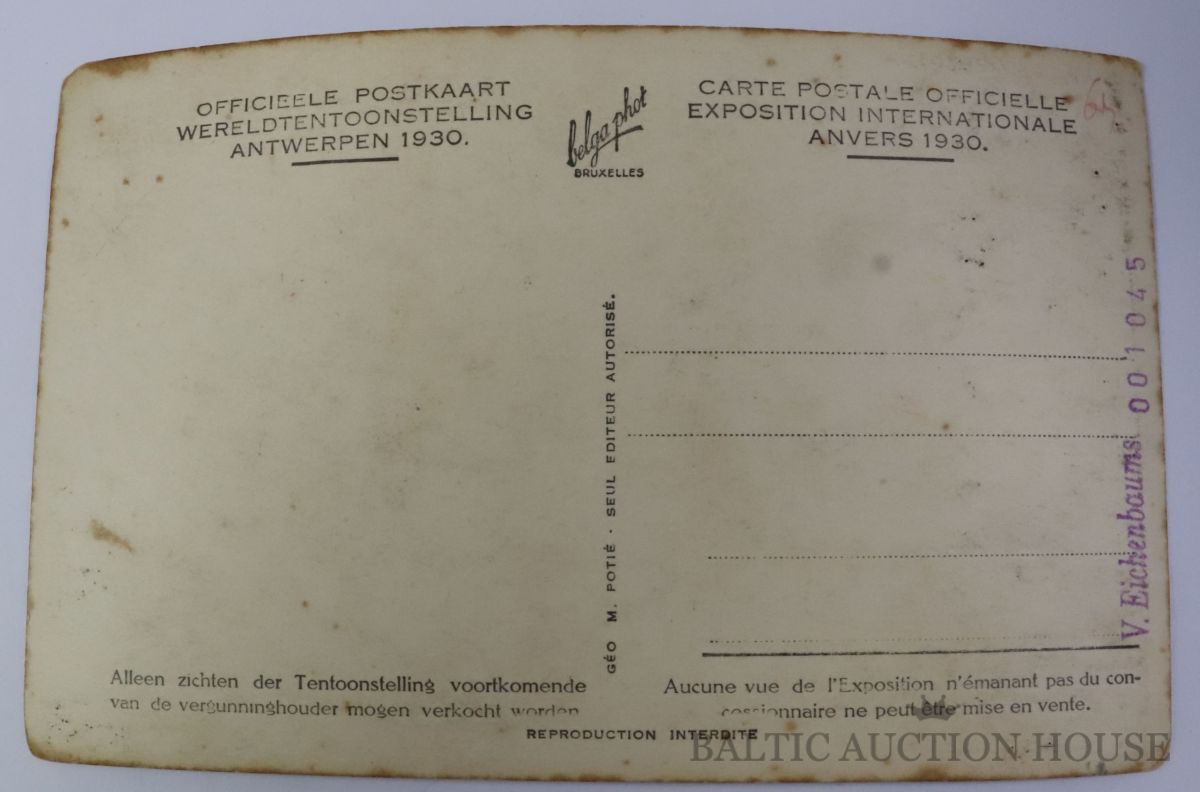 OFFICIEELE POSTKAART
WERELDTENTOONSTELLING
ANTWERPEN 1930.
belga phot
BRUXELLES
CARTE POSTALE OFFICIELLE
EXPOSITION INTERNATIONALE
ANVERS 1930.
GÉO M. POTIÉ · SEUL EDITEUR AUTORISÉ.
V. Eichenbaums 001045
Alleen zichten der Tentoonstelling voortkomende
van de vergunninghouder mogen verkocht worden
Aucune vue de l'Exposition n'émanant pas du con-
cessionnaire ne peut être mise en vente.
REPRODUCTION INTERDITE
BALTIC AUCTION HOUSE